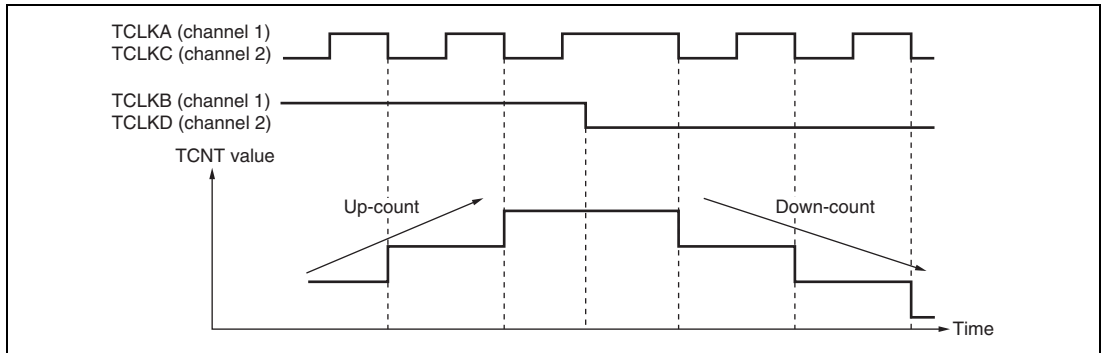 TCLKA (channel 1)
TCLKC (channel 2)
TCLKB (channel 1)
TCLKD (channel 2)
TCNT value
Up-count
Down-count
Time